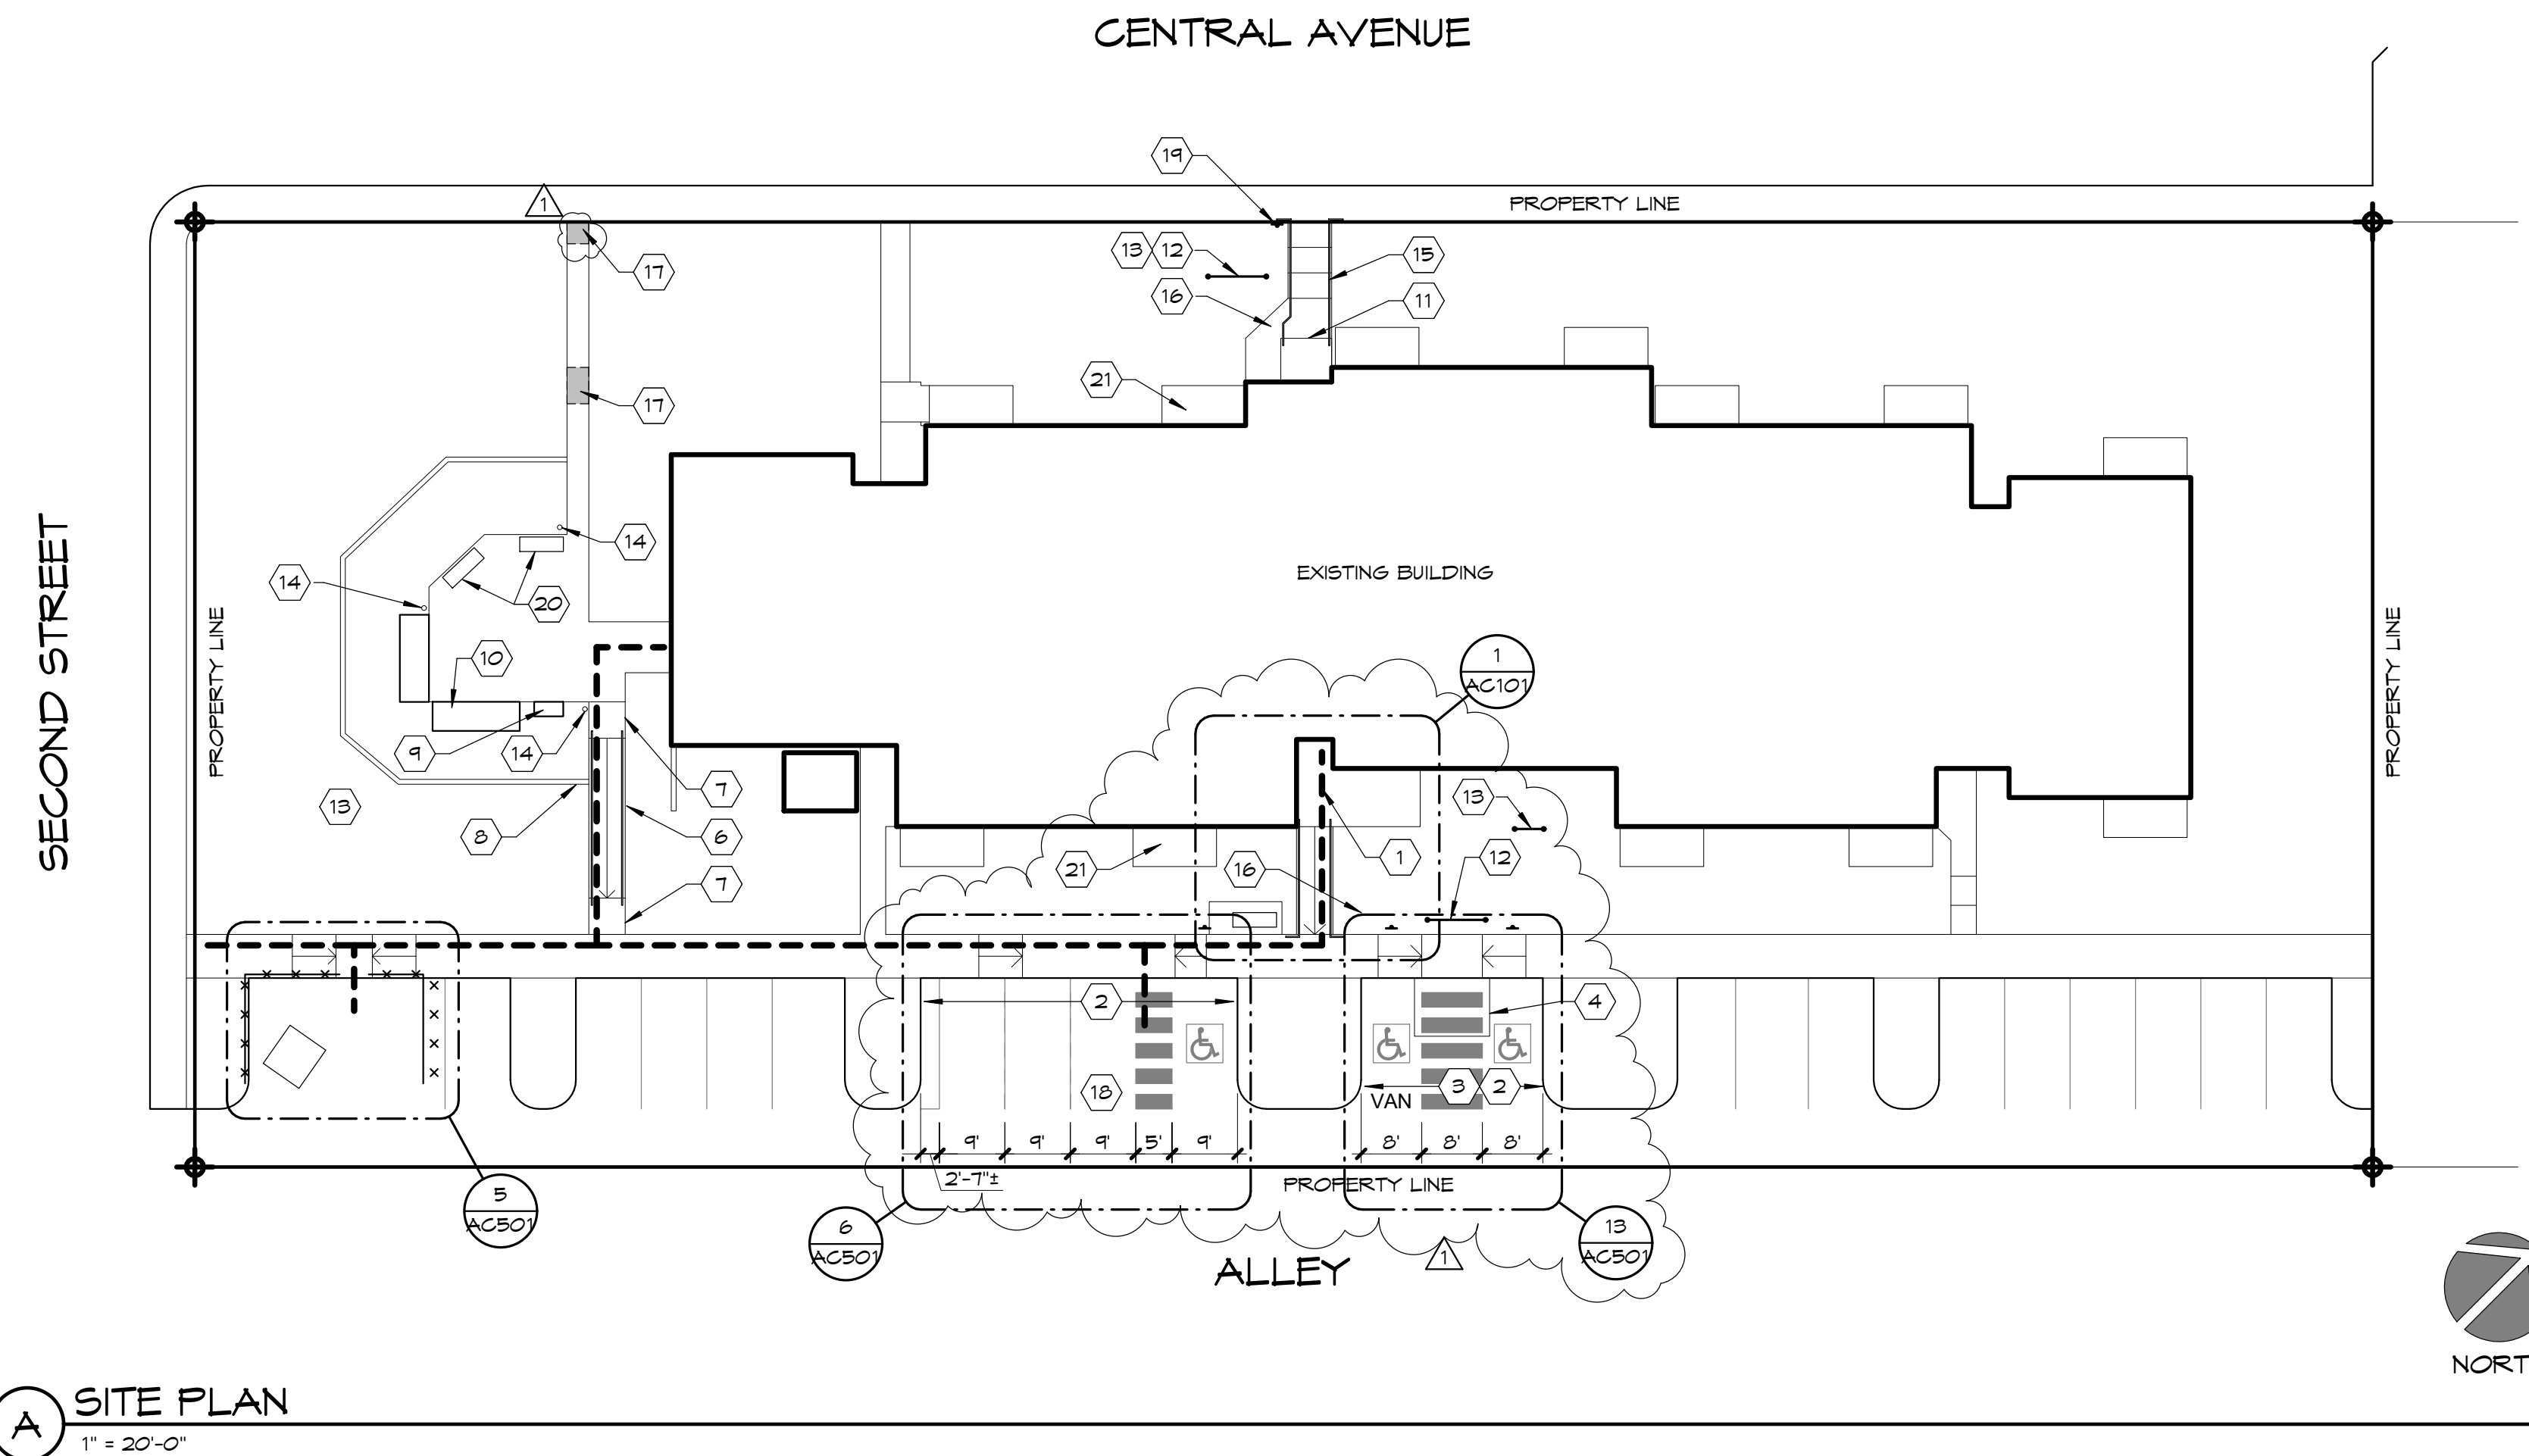 CENTRAL AVENUE
19
PROPERTY LINE
1
13
12
15
17
16
11
21
17
SECOND STREET
PROPERTY LINE
14
14
20
EXISTING BUILDING
PROPERTY LINE
10
1
AC101
9
14
7
13
13
8
6
1
12
7
21
16
2
4
18
3
2
VAN
9'
9'
9'
5'
9'
8'
8'
8'
2'-7"±
PROPERTY LINE
5
AC501
6
AC501
13
AC501
1
ALLEY
NORT
A
SITE PLAN
1" = 20'-0"